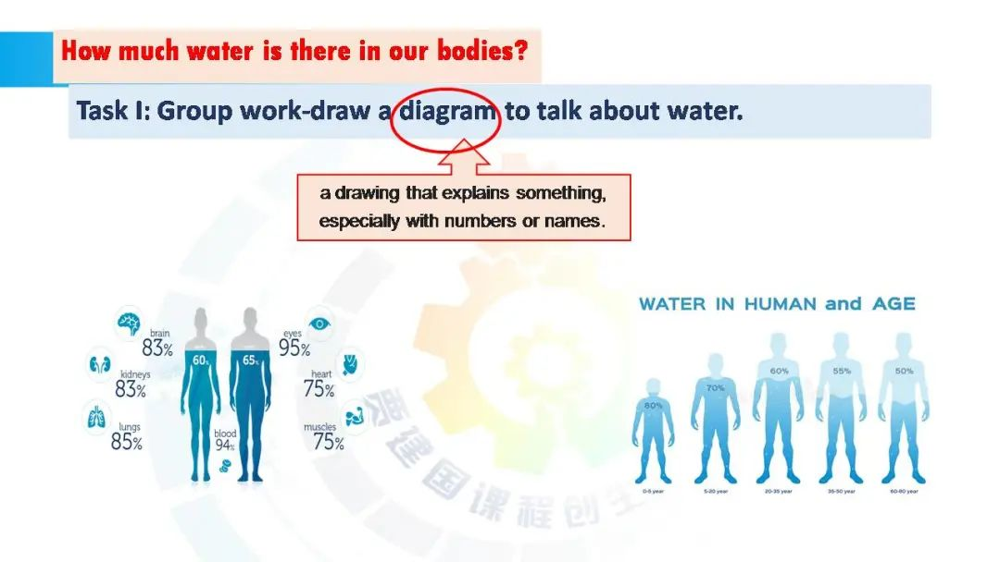 How much water is there in our bodies?
Task I: Group work-draw a diagram to talk about water.
a drawing that explains something,
especially with numbers or names.
brain
83%
kidneys
83%
lungs
85%
60%
65%
blood
94%
eyes
95%
heart
75%
muscles
75%
WATER IN HUMAN and AGE
80%
70%
60%
55%
50%
0-5 year
5-20 year
20-35 year
35-50 year
60-80 year
建国课程创生